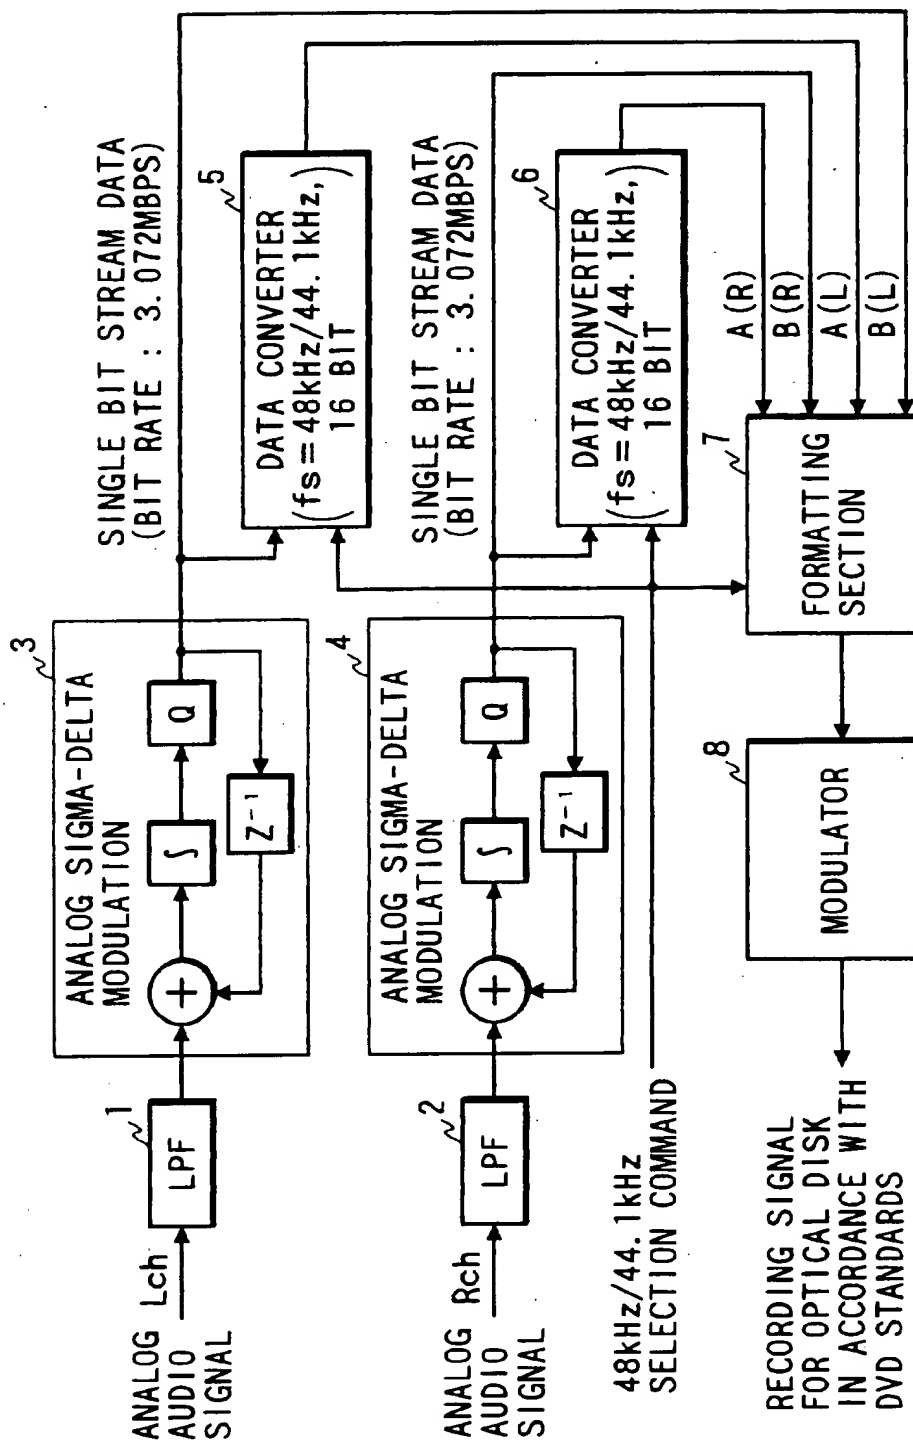 ANALOG
AUDIO
SIGNAL
Lch
1
LPF
3
ANALOG SIGMA-DELTA
MODULATION
+
∫
Q
Z⁻¹
SINGLE BIT STREAM DATA
(BIT RATE : 3.072MBPS)
5
DATA CONVERTER
(fs=48kHz/44.1kHz,)
16 BIT
ANALOG
AUDIO
SIGNAL
Rch
2
LPF
4
ANALOG SIGMA-DELTA
MODULATION
+
∫
Q
Z⁻¹
SINGLE BIT STREAM DATA
(BIT RATE : 3.072MBPS)
6
DATA CONVERTER
(fs=48kHz/44.1kHz,)
16 BIT
48kHz/44.1kHz
SELECTION COMMAND
A(R)
B(R)
A(L)
B(L)
7
FORMATTING
SECTION
8
MODULATOR
RECORDING SIGNAL
FOR OPTICAL DISK
IN ACCORDANCE WITH
DVD STANDARDS